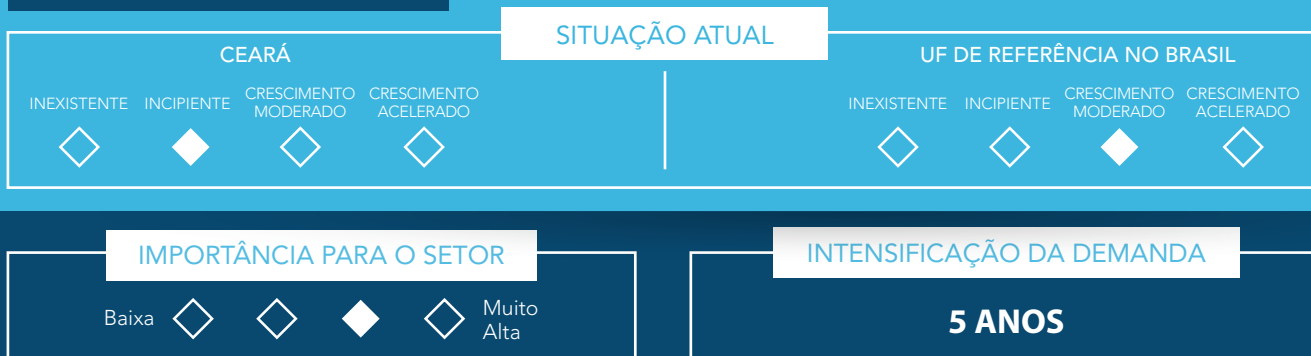 SITUAÇÃO ATUAL
CEARÁ
INEXISTENTE
INCIPIENTE
CRESCIMENTO
MODERADO
CRESCIMENTO
ACELERADO
UF DE REFERÊNCIA NO BRASIL
INEXISTENTE
INCIPIENTE
CRESCIMENTO
MODERADO
CRESCIMENTO
ACELERADO
IMPORTÂNCIA PARA O SETOR
Baixa
Muito
Alta
INTENSIFICAÇÃO DA DEMANDA
5 ANOS